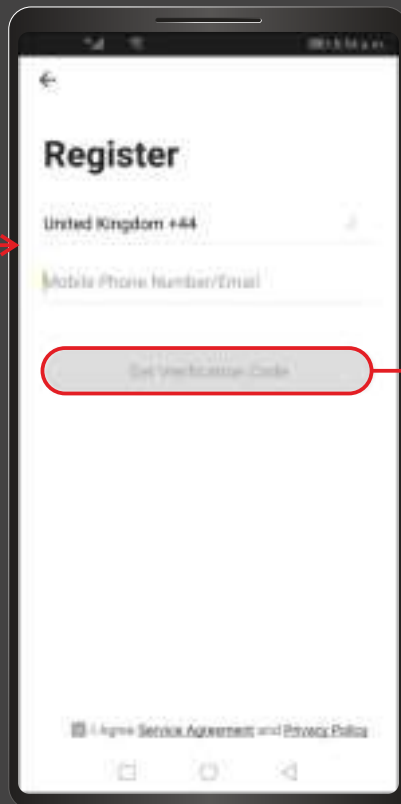 Register
United Kingdom +44
Mobile Phone Number/Email
Get Verification Code
I Agree Service Agreement and Privacy Policy